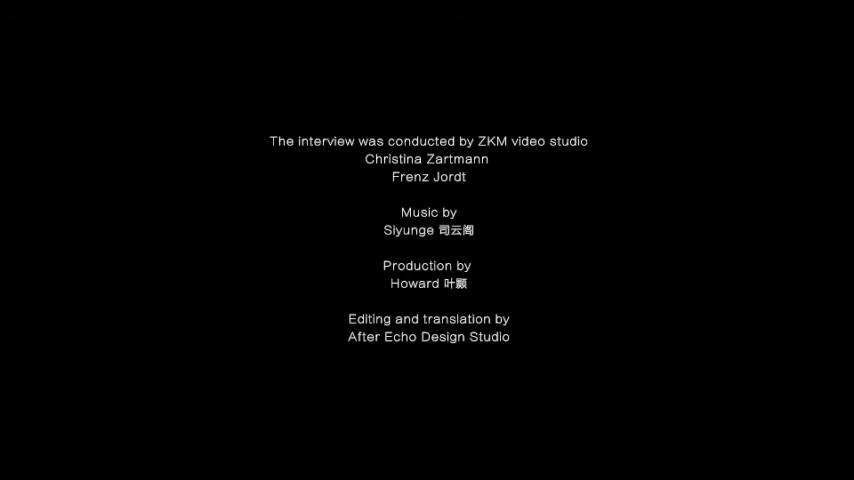 The interview was conducted by ZKM video studio
Christina Zartmann
Frenz Jordt
Music by
Siyunge 司云阁
Production by
Howard 叶颢
Editing and translation by
After Echo Design Studio